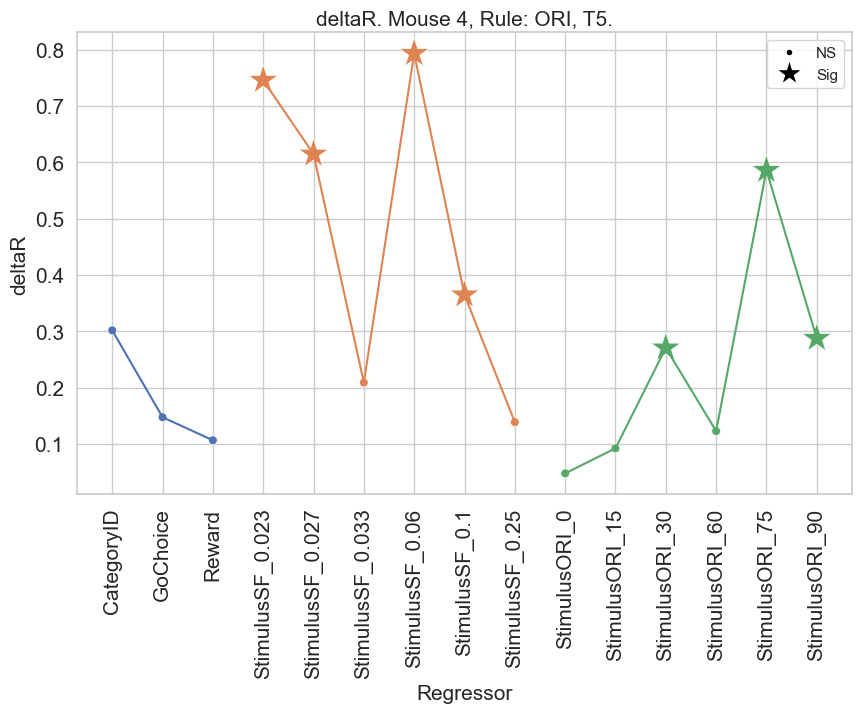 deltaR. Mouse 4, Rule: ORI, T5.
NS
Sig
deltaR
0.8
0.7
0.6
0.5
0.4
0.3
0.2
0.1
CategoryID
GoChoice
Reward
StimulusSF_0.023
StimulusSF_0.027
StimulusSF_0.033
StimulusSF_0.06
StimulusSF_0.1
StimulusSF_0.25
StimulusORI_0
StimulusORI_15
StimulusORI_30
StimulusORI_60
StimulusORI_75
StimulusORI_90
Regressor